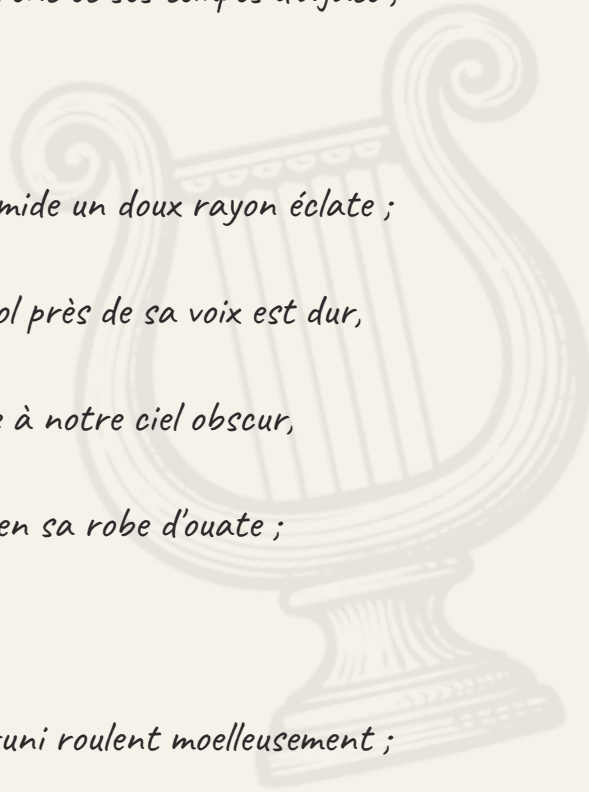 mide un doux rayon éclate ;
ol près de sa voix est dur,
e à notre ciel obscur,
en sa robe d'ouate ;
runi roulent moelleusement ;